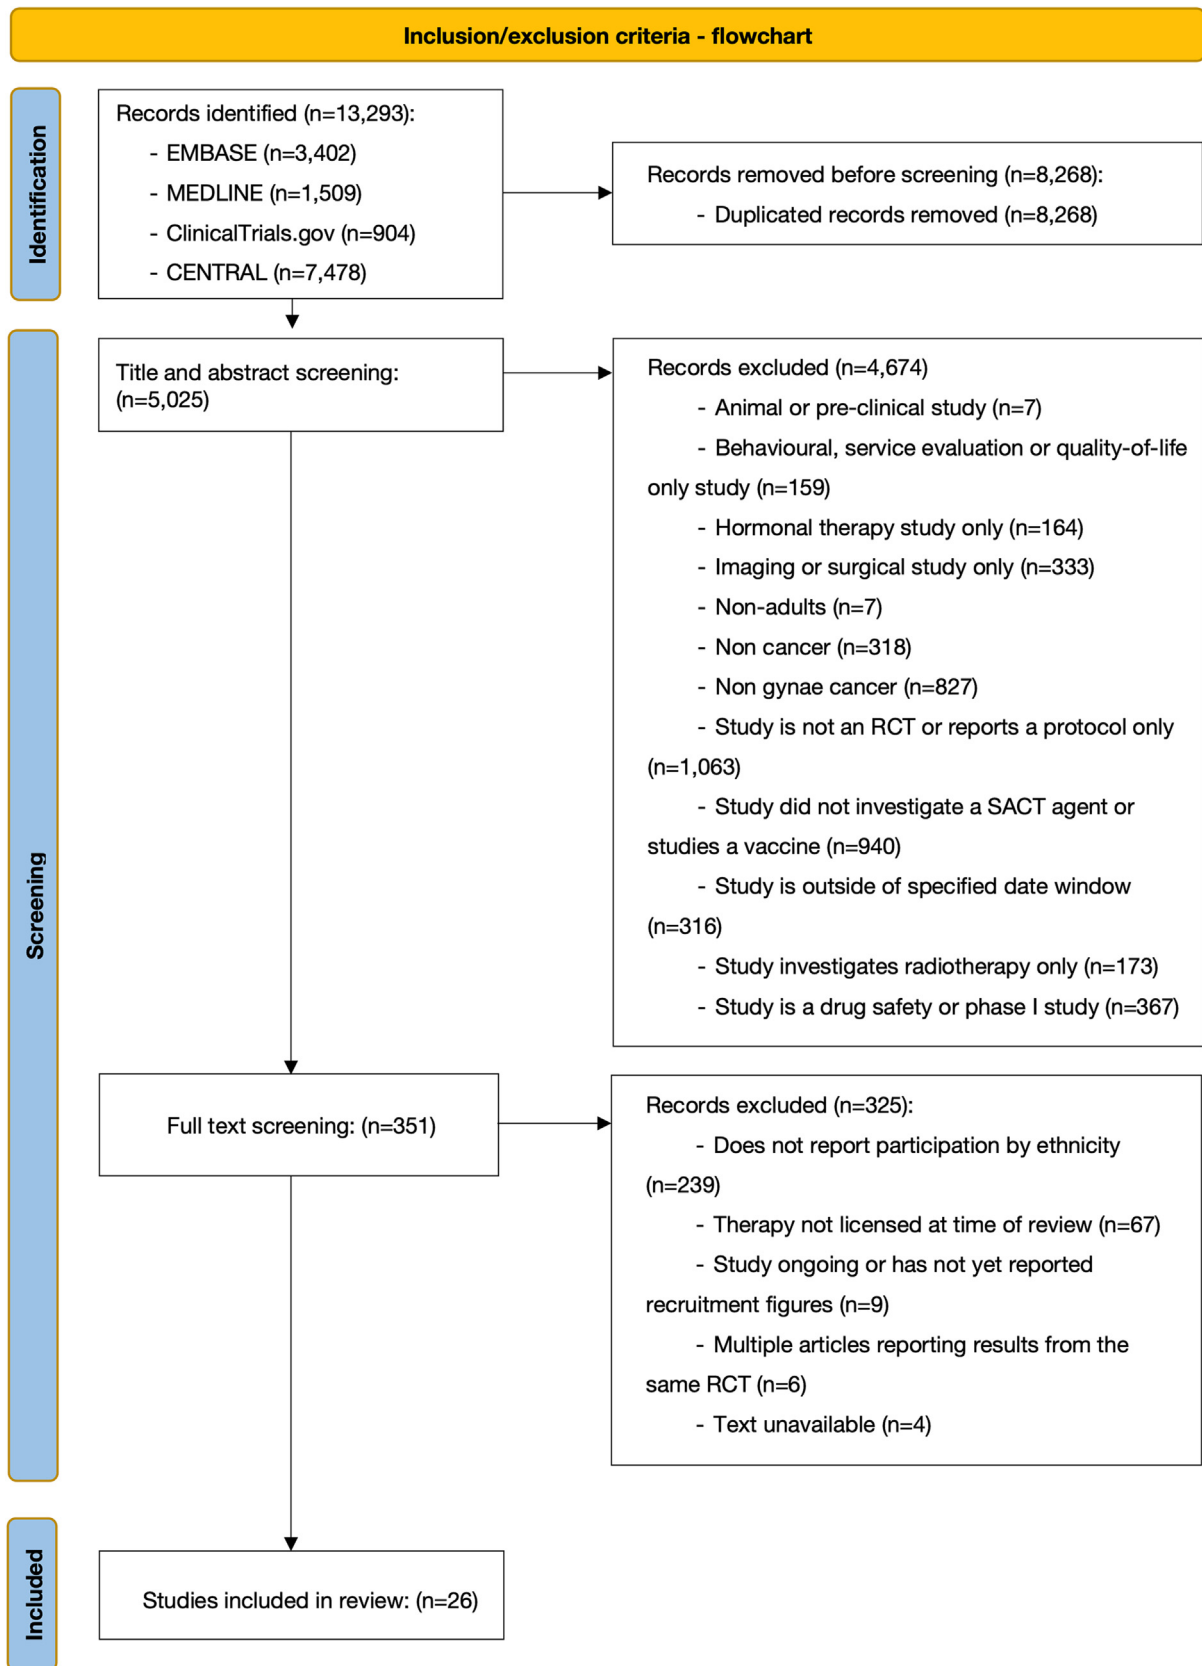 Inclusion/exclusion criteria - flowchart
Identification
Records identified (n=13,293):
- EMBASE (n=3,402)
- MEDLINE (n=1,509)
- ClinicalTrials.gov (n=904)
- CENTRAL (n=7,478)
Records removed before screening (n=8,268):
- Duplicated records removed (n=8,268)
Screening
Title and abstract screening:
(n=5,025)
Records excluded (n=4,674)
- Animal or pre-clinical study (n=7)
- Behavioural, service evaluation or quality-of-life
only study (n=159)
- Hormonal therapy study only (n=164)
- Imaging or surgical study only (n=333)
- Non-adults (n=7)
- Non cancer (n=318)
- Non gynae cancer (n=827)
- Study is not an RCT or reports a protocol only
(n=1,063)
- Study did not investigate a SACT agent or
studies a vaccine (n=940)
- Study is outside of specified date window
(n=316)
- Study investigates radiotherapy only (n=173)
- Study is a drug safety or phase I study (n=367)
Full text screening: (n=351)
Records excluded (n=325):
- Does not report participation by ethnicity
(n=239)
- Therapy not licensed at time of review (n=67)
- Study ongoing or has not yet reported
recruitment figures (n=9)
- Multiple articles reporting results from the
same RCT (n=6)
- Text unavailable (n=4)
Included
Studies included in review: (n=26)